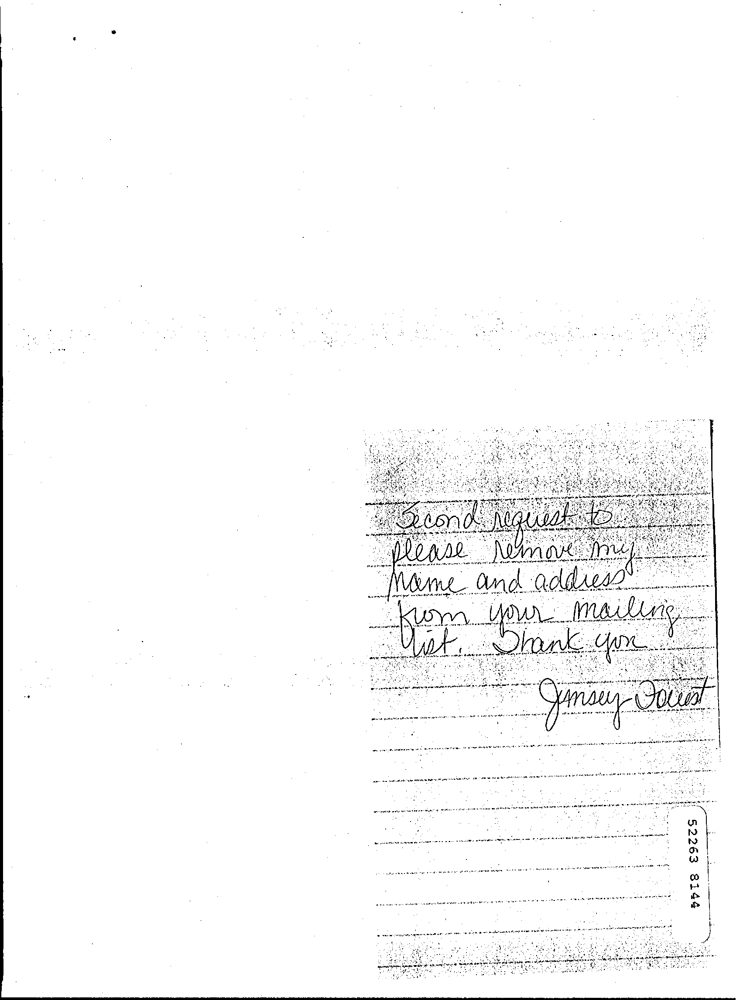 Second request to
please remove my
name and address
from your mailing
list. Thank you
Jimsey Forest
52263 8144